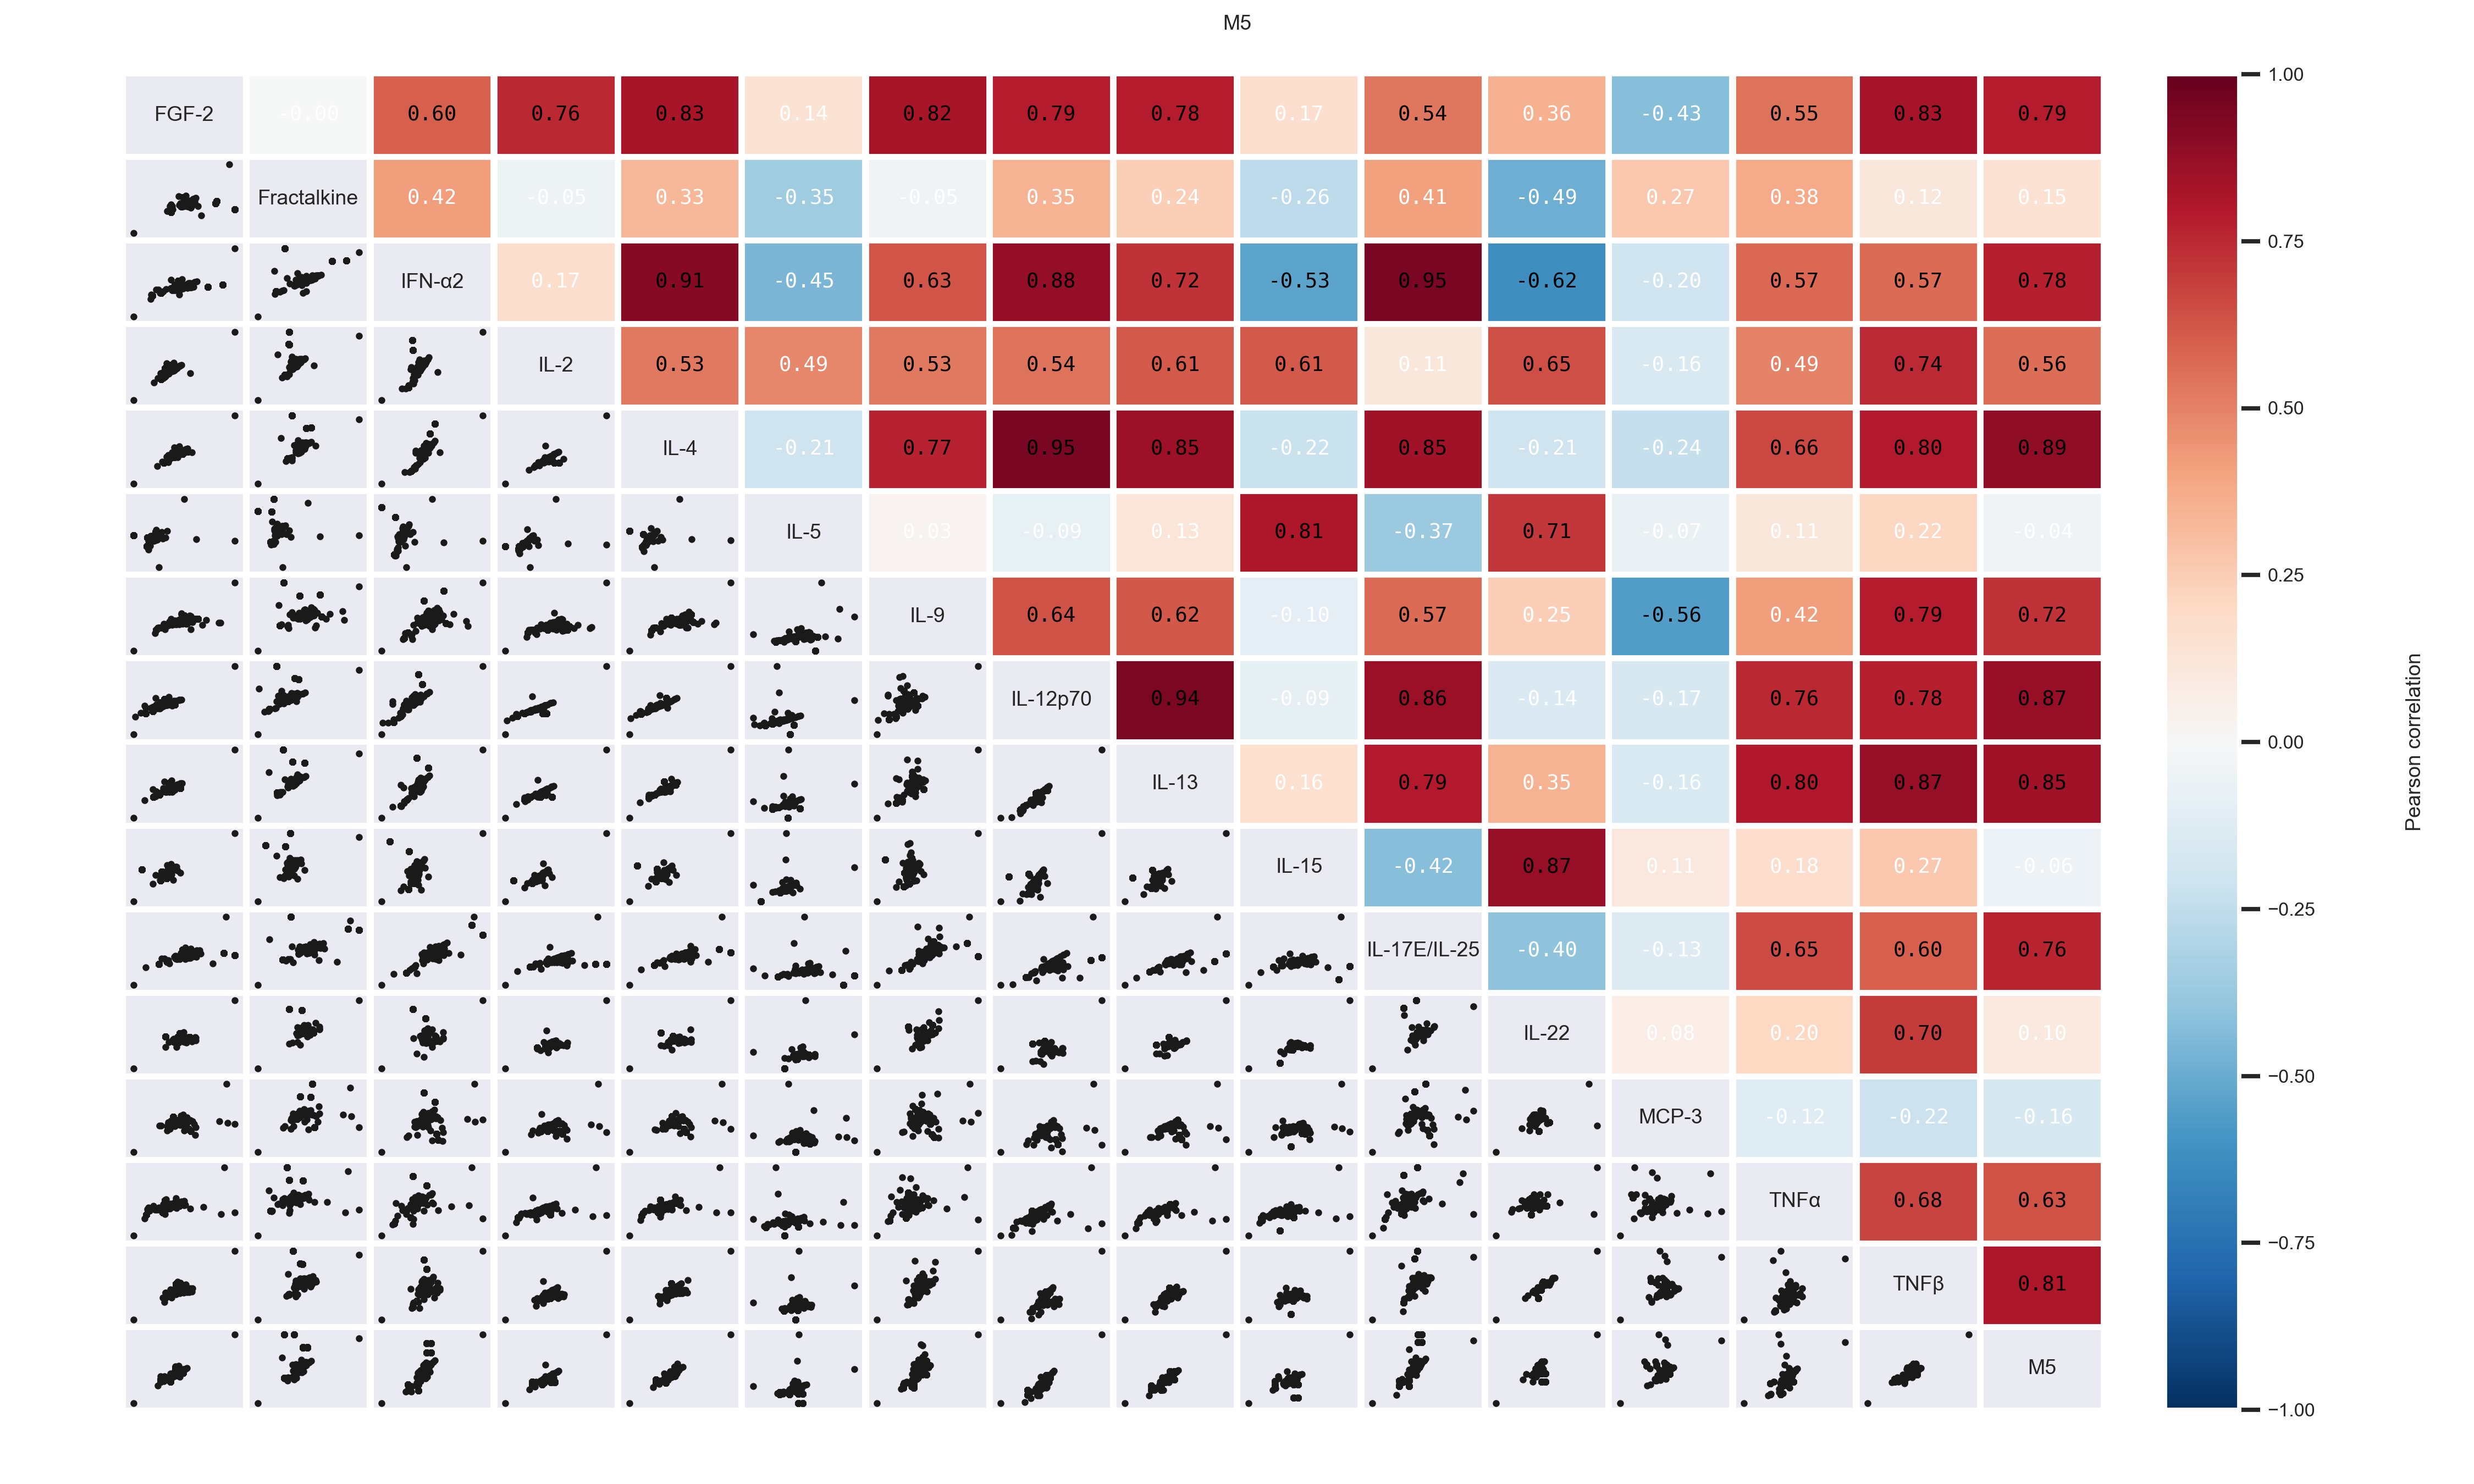 M5
FGF-2 -0.00 0.60 0.76 0.83 0.14 0.82 0.79 0.78 0.17 0.54 0.36 -0.43 0.55 0.83 0.79
Fractalkine 0.42 -0.05 0.33 -0.35 -0.05 0.35 0.24 -0.26 0.41 -0.49 0.27 0.38 0.12 0.15
IFN-α2 0.17 0.91 -0.45 0.63 0.88 0.72 -0.53 0.95 -0.62 -0.20 0.57 0.57 0.78
IL-2 0.53 0.49 0.53 0.54 0.61 0.61 0.11 0.65 -0.16 0.49 0.74 0.56
IL-4 -0.21 0.77 0.95 0.85 -0.22 0.85 -0.21 -0.24 0.66 0.80 0.89
IL-5 0.03 -0.09 0.13 0.81 -0.37 0.71 -0.07 0.11 0.22 -0.04
IL-9 0.64 0.62 -0.10 0.57 0.25 -0.56 0.42 0.79 0.72
IL-12p70 0.94 -0.09 0.86 -0.14 -0.17 0.76 0.78 0.87
IL-13 0.16 0.79 0.35 -0.16 0.80 0.87 0.85
IL-15 -0.42 0.87 0.11 0.18 0.27 -0.06
IL-17E/IL-25 -0.40 -0.13 0.65 0.60 0.76
IL-22 0.08 0.20 0.70 0.10
MCP-3 -0.12 -0.22 -0.16
TNFα 0.68 0.63
TNFβ 0.81
M5
1.00
0.75
0.50
0.25
0.00
−0.25
−0.50
−0.75
−1.00
Pearson correlation